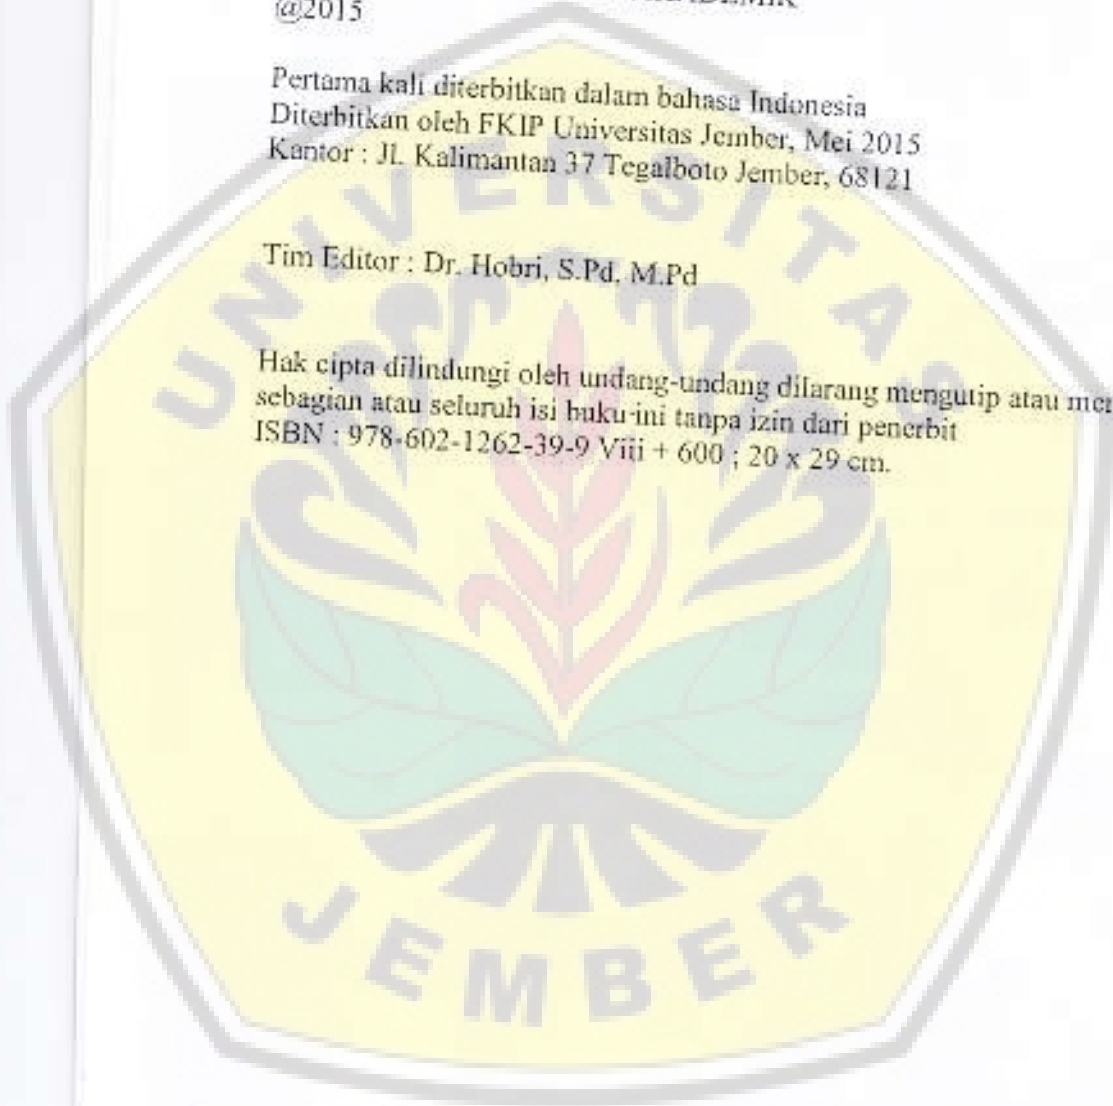 @2015
Pertama kali diterbitkan dalam bahasa Indonesia
Diterbitkan oleh FKIP Universitas Jember, Mei 2015
Kantor : Jl. Kalimantan 37 Tegalboto Jember, 68121
Tim Editor : Dr. Hobri, S.Pd, M.Pd
Hak cipta dilindungi oleh undang-undang dilarang mengutip atau
sebagian atau seluruh isi buku ini tanpa izin dari penerbit
ISBN : 978-602-1262-39-9 Viii + 600 ; 20 x 29 cm.
UNIVERSITAS
JEMBER